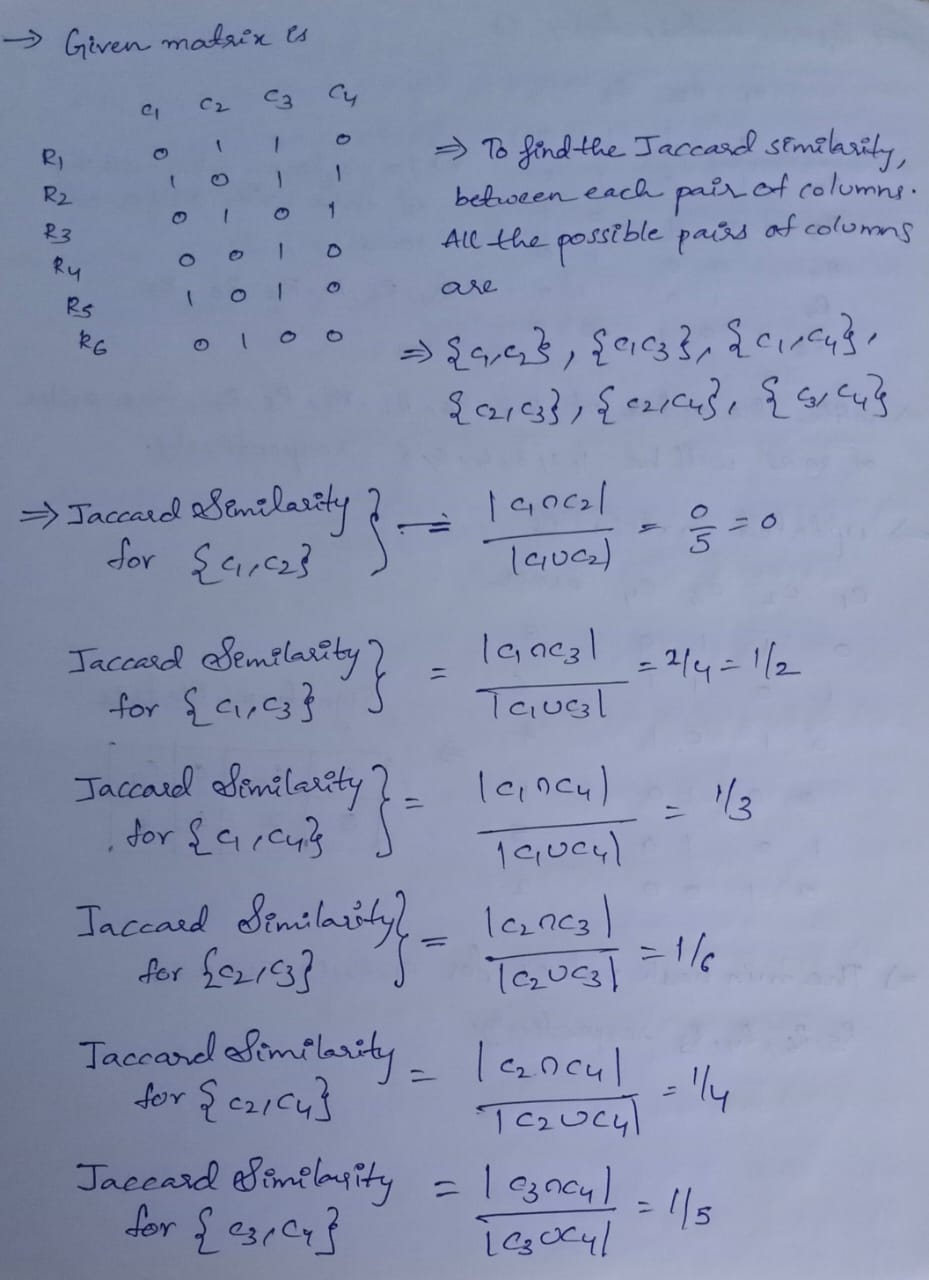 → Given matrix is
C1 C2 C3 C4
R1 0 1 1 0
R2 1 0 1 1
R3 0 1 0 1
R4 0 0 1 0
R5 1 0 1 0
R6 0 1 0 0
⇒ To find the Jaccard similarity,
between each pair of columns.
All the possible pairs of columns
are
⇒ {C1,C2}, {C1C3}, {C1,C4},
{C2,C3}, {C2,C4}, {C3,C4}
⇒ Jaccard Similarity for {C1,C2} } = |C1∩C2| / |C1∪C2| = 0/5 = 0
Jaccard Similarity for {C1,C3} } = |C1∩C3| / |C1∪C3| = 2/4 = 1/2
Jaccard Similarity for {C1,C4} } = |C1∩C4| / |C1∪C4| = 1/3
Jaccard Similarity for {C2,C3} } = |C2∩C3| / |C2∪C3| = 1/6
Jaccard Similarity for {C2,C4} = |C2∩C4| / |C2∪C4| = 1/4
Jaccard Similarity for {C3,C4} = |C3∩C4| / |C3∪C4| = 1/5